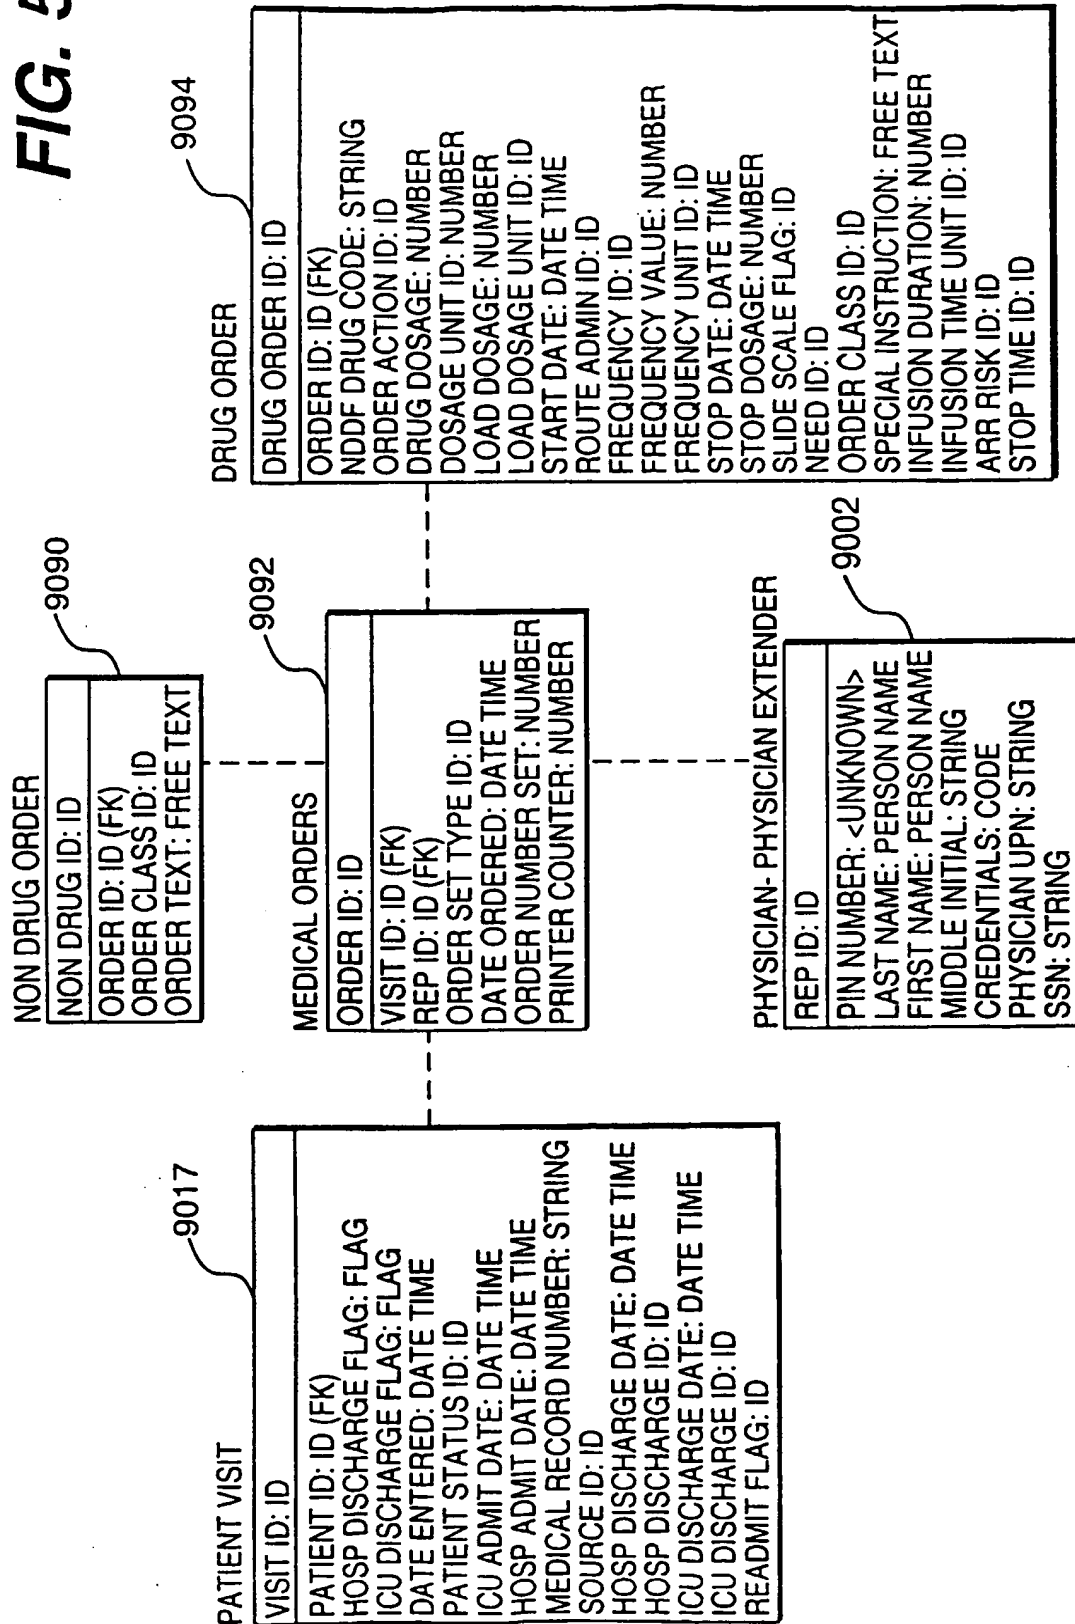 FIG. 5
PATIENT VISIT
9017
VISIT ID: ID
PATIENT ID: ID (FK)
HOSP DISCHARGE FLAG: FLAG
ICU DISCHARGE FLAG: FLAG
DATE ENTERED: DATE TIME
PATIENT STATUS ID: ID
ICU ADMIT DATE: DATE TIME
HOSP ADMIT DATE: DATE TIME
MEDICAL RECORD NUMBER: STRING
SOURCE ID: ID
HOSP DISCHARGE DATE: DATE TIME
HOSP DISCHARGE ID: ID
ICU DISCHARGE DATE: DATE TIME
ICU DISCHARGE ID: ID
READMIT FLAG: ID
NON DRUG ORDER
9090
NON DRUG ID: ID
ORDER ID: ID (FK)
ORDER CLASS ID: ID
ORDER TEXT: FREE TEXT
MEDICAL ORDERS
9092
ORDER ID: ID
VISIT ID: ID (FK)
REP ID: ID (FK)
ORDER SET TYPE ID: ID
DATE ORDERED: DATE TIME
ORDER NUMBER SET: NUMBER
PRINTER COUNTER: NUMBER
PHYSICIAN- PHYSICIAN EXTENDER
9002
REP ID: ID
PIN NUMBER: <UNKNOWN>
LAST NAME: PERSON NAME
FIRST NAME: PERSON NAME
MIDDLE INITIAL: STRING
CREDENTIALS: CODE
PHYSICIAN UPN: STRING
SSN: STRING
DRUG ORDER
9094
DRUG ORDER ID: ID
ORDER ID: ID (FK)
NDDF DRUG CODE: STRING
ORDER ACTION ID: ID
DRUG DOSAGE: NUMBER
DOSAGE UNIT ID: NUMBER
LOAD DOSAGE: NUMBER
LOAD DOSAGE UNIT ID: ID
START DATE: DATE TIME
ROUTE ADMIN ID: ID
FREQUENCY ID: ID
FREQUENCY VALUE: NUMBER
FREQUENCY UNIT ID: ID
STOP DATE: DATE TIME
STOP DOSAGE: NUMBER
SLIDE SCALE FLAG: ID
NEED ID: ID
ORDER CLASS ID: ID
SPECIAL INSTRUCTION: FREE TEXT
INFUSION DURATION: NUMBER
INFUSION TIME UNIT ID: ID
ARR RISK ID: ID
STOP TIME ID: ID